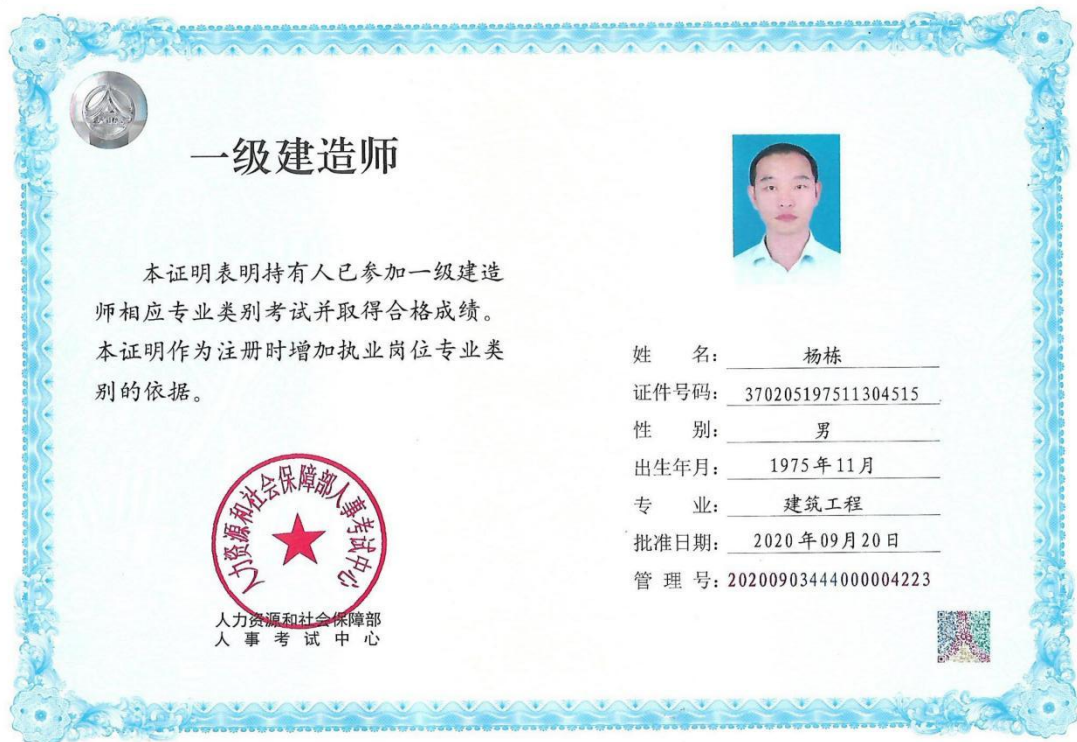 一级建造师
本证明表明持有人已参加一级建造
师相应专业类别考试并取得合格成绩。
本证明作为注册时增加执业岗位专业类
别的依据。
人力资源和社会保障部人事考试中心
人力资源和社会保障部
人事考试中心
姓 名: 杨栋
证件号码: 370205197511304515
性 别: 男
出生年月: 1975年11月
专 业: 建筑工程
批准日期: 2020年09月20日
管 理 号: 20200903444000004223